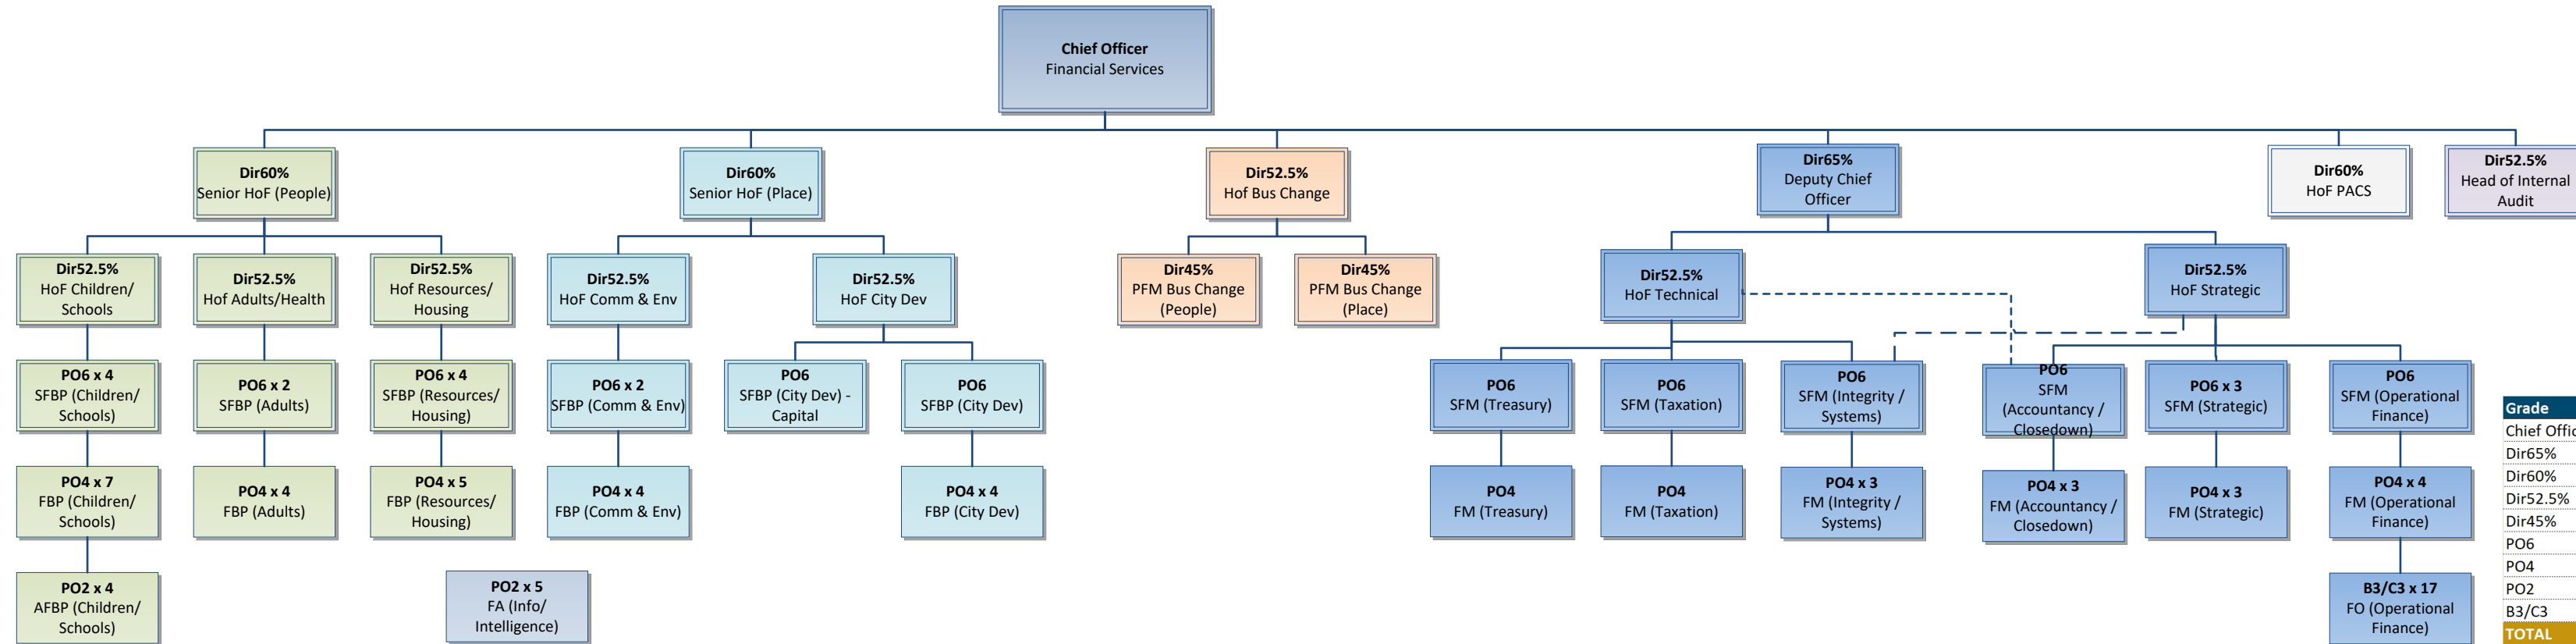 Chief Officer
Financial Services
Dir60%
Senior HoF (People)
Dir60%
Senior HoF (Place)
Dir52.5%
Hof Bus Change
Dir65%
Deputy Chief
Officer
Dir60%
HoF PACS
Dir52.5%
Head of Internal
Audit
Dir52.5%
HoF Children/
Schools
Dir52.5%
Hof Adults/Health
Dir52.5%
Hof Resources/
Housing
Dir52.5%
HoF Comm & Env
Dir52.5%
HoF City Dev
Dir45%
PFM Bus Change
(People)
Dir45%
PFM Bus Change
(Place)
Dir52.5%
HoF Technical
Dir52.5%
HoF Strategic
PO6 x 4
SFBP (Children/
Schools)
PO6 x 2
SFBP (Adults)
PO6 x 4
SFBP (Resources/
Housing)
PO6 x 2
SFBP (Comm & Env)
PO6
SFBP (City Dev) -
Capital
PO6
SFBP (City Dev)
PO6
SFM (Treasury)
PO6
SFM (Taxation)
PO6
SFM (Integrity /
Systems)
PO6
SFM
(Accountancy /
Closedown)
PO6 x 3
SFM (Strategic)
PO6
SFM (Operational
Finance)
PO4 x 7
FBP (Children/
Schools)
PO4 x 4
FBP (Adults)
PO4 x 5
FBP (Resources/
Housing)
PO4 x 4
FBP (Comm & Env)
PO4 x 4
FBP (City Dev)
PO4
FM (Treasury)
PO4
FM (Taxation)
PO4 x 3
FM (Integrity /
Systems)
PO4 x 3
FM (Accountancy /
Closedown)
PO4 x 3
FM (Strategic)
PO4 x 4
FM (Operational
Finance)
PO2 x 4
AFBP (Children/
Schools)
PO2 x 5
FA (Info/
Intelligence)
B3/C3 x 17
FO (Operational
Finance)
Grade
Chief Offic
Dir65%
Dir60%
Dir52.5%
Dir45%
PO6
PO4
PO2
B3/C3
TOTAL